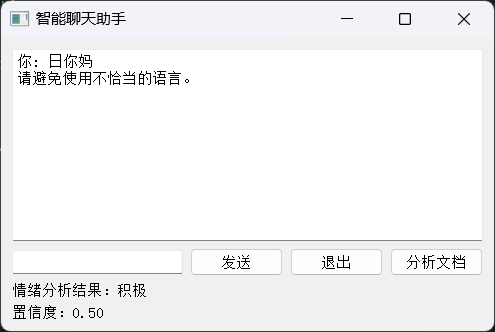 智能聊天助手
你: 日你妈
请避免使用不恰当的语言。
发送
退出
分析文档
情绪分析结果：积极
置信度：0.50